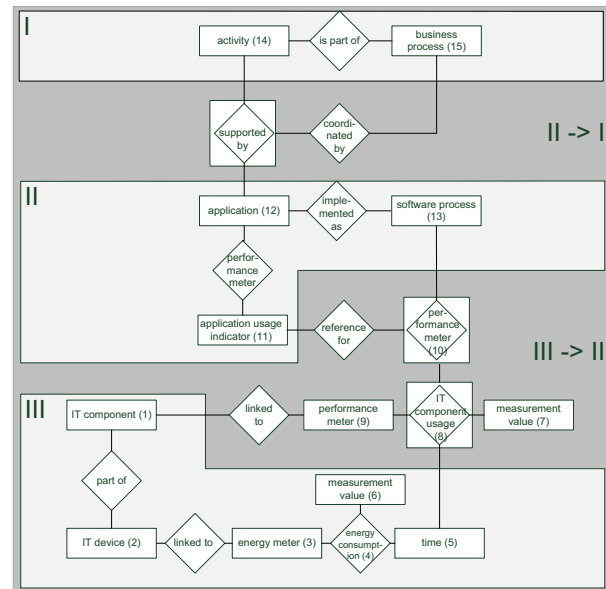 I
activity (14)
is part of
business
process (15)
supported
by
coordi-
nated
by
II -> I
II
application (12)
imple-
mented
as
software process
(13)
perfor-
mance
meter
application usage
indicator (11)
reference
for
per-
formance
meter
(10)
III -> II
III
IT component (1)
linked
to
performance
meter (9)
IT
component
usage
(8)
measurement
value (7)
part of
measurement
value (6)
IT device (2)
linked to
energy meter (3)
energy
consumpt-
ion (4)
time (5)